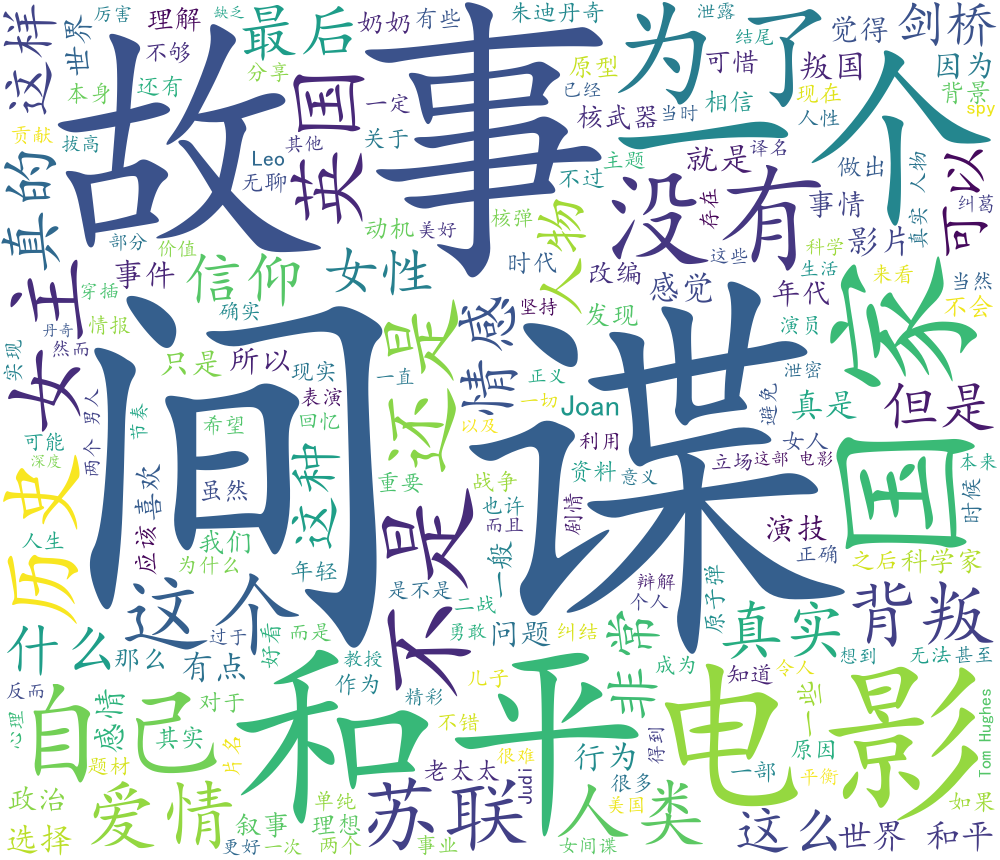 厉害 缺乏
这样 世界 理解 不够 最后 奶奶 有些 朱迪丹奇 泄露 结尾 觉得 剑桥
故事 为了 一个
本身 还有 分享 国 一定 原型 已经 可惜 叛国 因为
贡献 拔高 Leo 其他 关于 核武器 当时 相信 现在 人性 背景 spy
真的 无聊 英国 不过 主题 就是 译名 做出 人物
部分 价值 动机 美好 核弹 没有 存在 事情 影片 真实 可以 纠葛
女主 事件 信仰 女性 时代 人物 改编 这些 感觉 科学 生活 年代 来看 当然
丹奇 穿插 情报 确实 坚持 情感 发现 演员 不会
然而 实现 只是 所以 现实 还是 一直 正义 避免 泄密 国家
间谍
男人 节奏 希望 表演 回忆 一切 Joan 真是 但是
可能 深度 两个 虽然 以及 利用 女人 立场 这部 电影 本来
历史 喜欢 这种 重要 战争 资料 意义 时候
人生 应该 我们 也许 而且 剧情 演技
为什么 年轻 不是 一般 正确 之后 科学家
这个 是不是 二战 辩解 个人 原子弹 背叛
什么 那么 有点 过于 好看 而是 勇敢 问题 纠结 非常 真实 想到 无法 甚至
反而 教授 作为 精彩 儿子 成为 知道 令人
自己 感情 对于 和平 电影
心理 题材 其实 片名 不错 很难 得到 一些 原因 Tom Hughes
老太太 Judi 行为 很多 一部 平衡
政治 爱情 单纯 苏联 人类 美国 如果
选择 叙事 理想 更好 一次 两个 事业 女间谍 这么 世界 和平